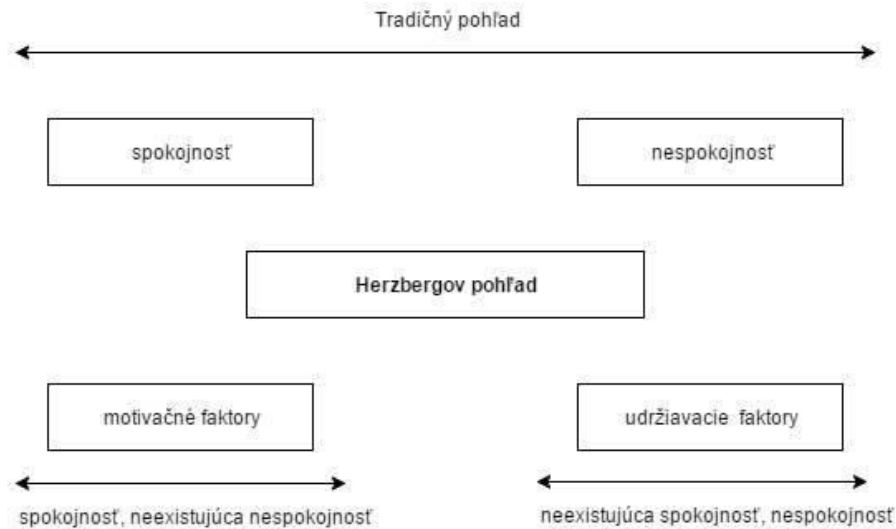 Tradičný pohľad
spokojnosť
nespokojnosť
Herzbergov pohľad
motivačné faktory
udržiavacie faktory
spokojnosť, neexistujúca nespokojnosť
neexistujúca spokojnosť, nespokojnosť